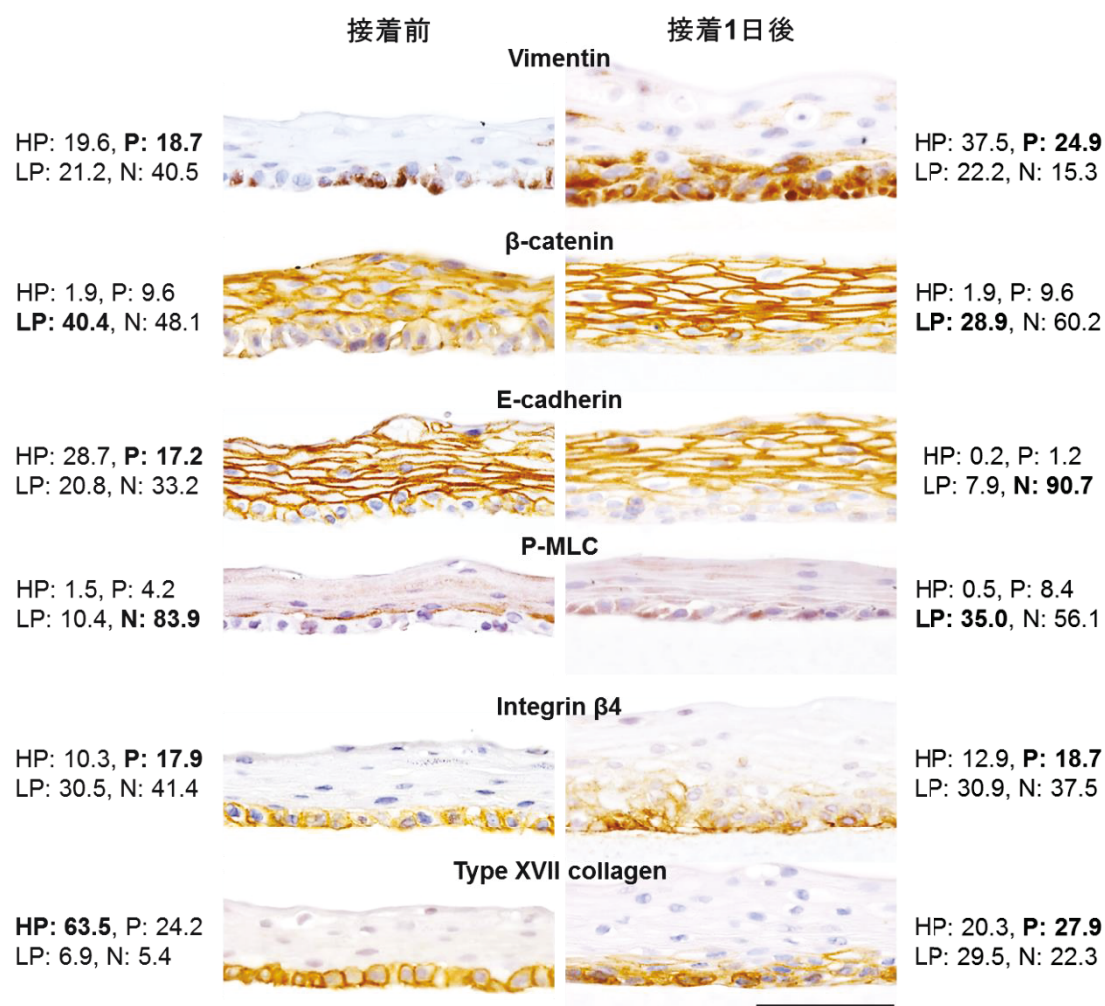 接着前
接着1日後
Vimentin
HP: 19.6, P: 18.7
LP: 21.2, N: 40.5
HP: 37.5, P: 24.9
LP: 22.2, N: 15.3
β-catenin
HP: 1.9, P: 9.6
LP: 40.4, N: 48.1
HP: 1.9, P: 9.6
LP: 28.9, N: 60.2
E-cadherin
HP: 28.7, P: 17.2
LP: 20.8, N: 33.2
HP: 0.2, P: 1.2
LP: 7.9, N: 90.7
P-MLC
HP: 1.5, P: 4.2
LP: 10.4, N: 83.9
HP: 0.5, P: 8.4
LP: 35.0, N: 56.1
Integrin β4
HP: 10.3, P: 17.9
LP: 30.5, N: 41.4
HP: 12.9, P: 18.7
LP: 30.9, N: 37.5
Type XVII collagen
HP: 63.5, P: 24.2
LP: 6.9, N: 5.4
HP: 20.3, P: 27.9
LP: 29.5, N: 22.3